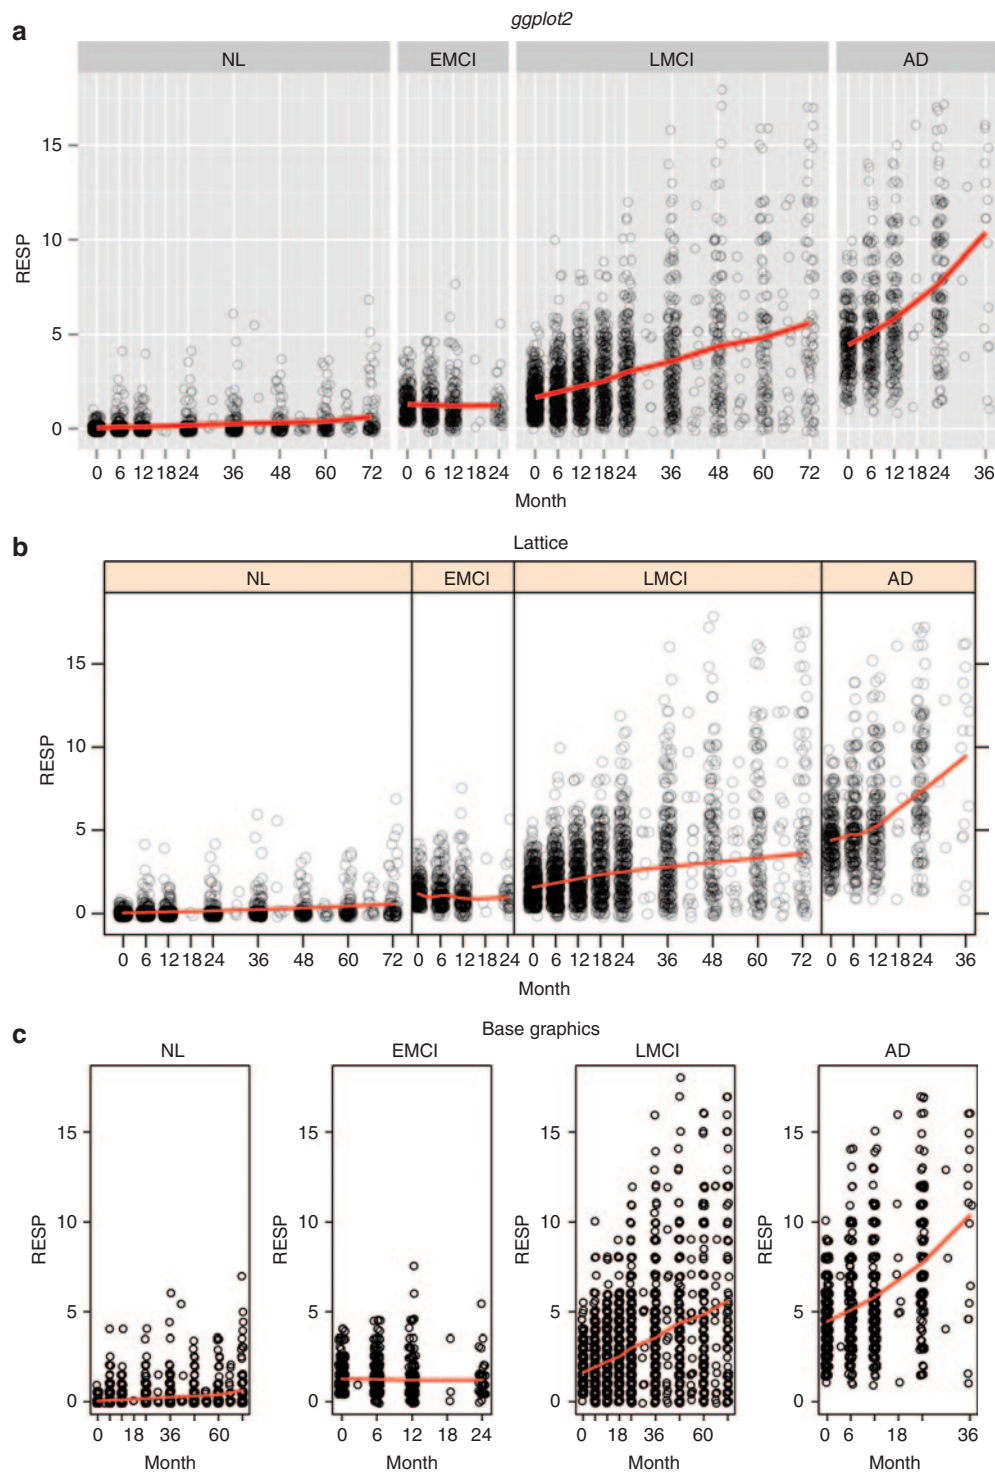 ggplot2
a
NL EMCI LMCI AD
15
10
5
0
RESP
0 6 12 18 24 36 48 60 72 0 6 12 18 24 0 6 12 18 24 36 48 60 72 0 6 12 18 24 36
Month
b
Lattice
NL EMCI LMCI AD
15
10
5
0
RESP
0 6 12 18 24 36 48 60 72 0 6 12 18 24 0 6 12 18 24 36 48 60 72 0 6 12 18 24 36
Month
c
Base graphics
NL EMCI LMCI AD
15 15 15 15
10 10 10 10
RESP RESP RESP RESP
5 5 5 5
0 0 0 0
0 18 36 60 0 6 12 18 24 0 18 36 60 0 6 18 36
Month Month Month Month